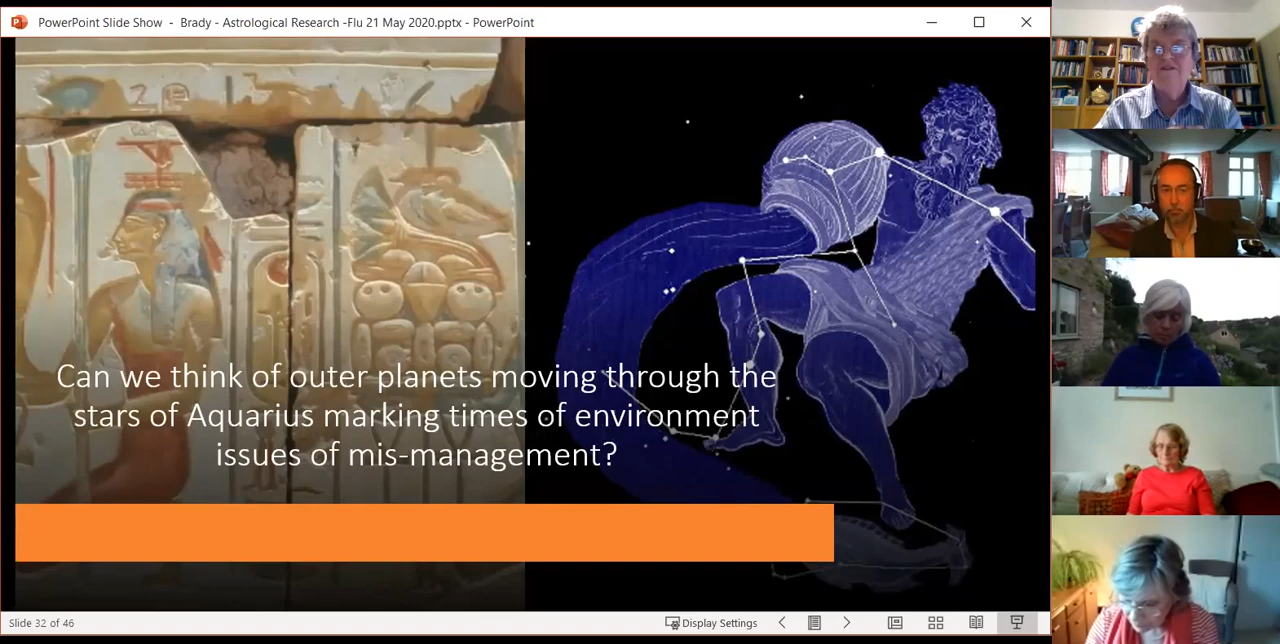 PowerPoint Slide Show - Brady - Astrological Research -Flu 21 May 2020.pptx - PowerPoint
Can we think of outer planets moving through the
stars of Aquarius marking times of environment
issues of mis-management?
Slide 32 of 46
Display Settings